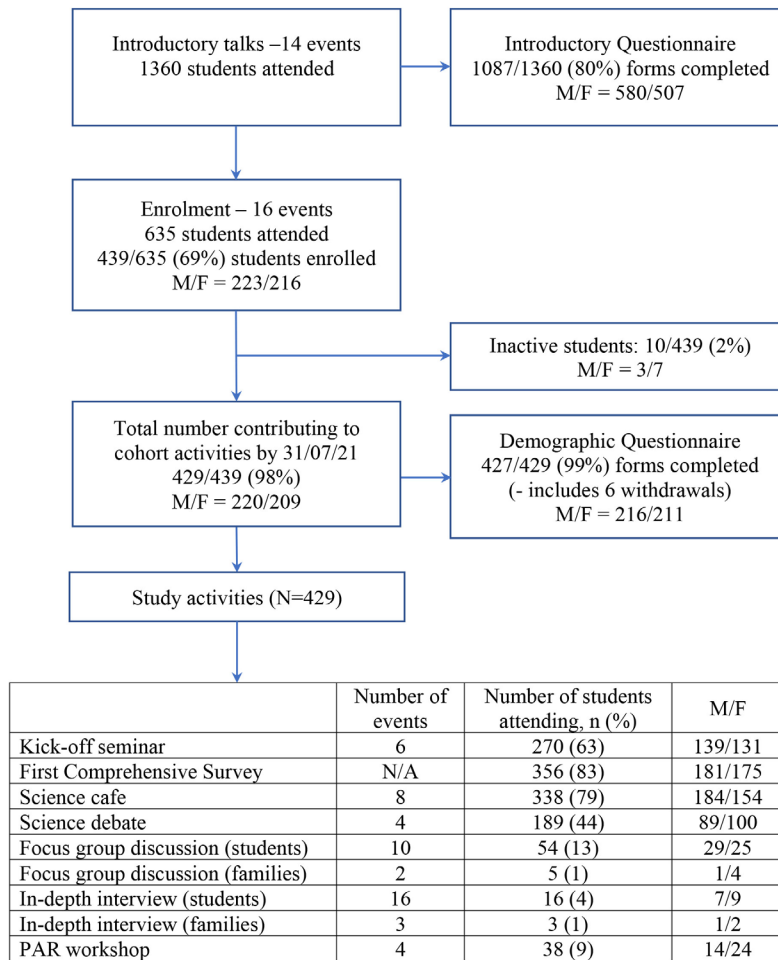 Introductory talks –14 events
1360 students attended
Introductory Questionnaire
1087/1360 (80%) forms completed
M/F = 580/507
Enrolment – 16 events
635 students attended
439/635 (69%) students enrolled
M/F = 223/216
Inactive students: 10/439 (2%)
M/F = 3/7
Total number contributing to
cohort activities by 31/07/21
429/439 (98%)
M/F = 220/209
Demographic Questionnaire
427/429 (99%) forms completed
(- includes 6 withdrawals)
M/F = 216/211
Study activities (N=429)
Number of events Number of students attending, n (%) M/F
Kick-off seminar 6 270 (63) 139/131
First Comprehensive Survey N/A 356 (83) 181/175
Science cafe 8 338 (79) 184/154
Science debate 4 189 (44) 89/100
Focus group discussion (students) 10 54 (13) 29/25
Focus group discussion (families) 2 5 (1) 1/4
In-depth interview (students) 16 16 (4) 7/9
In-depth interview (families) 3 3 (1) 1/2
PAR workshop 4 38 (9) 14/24